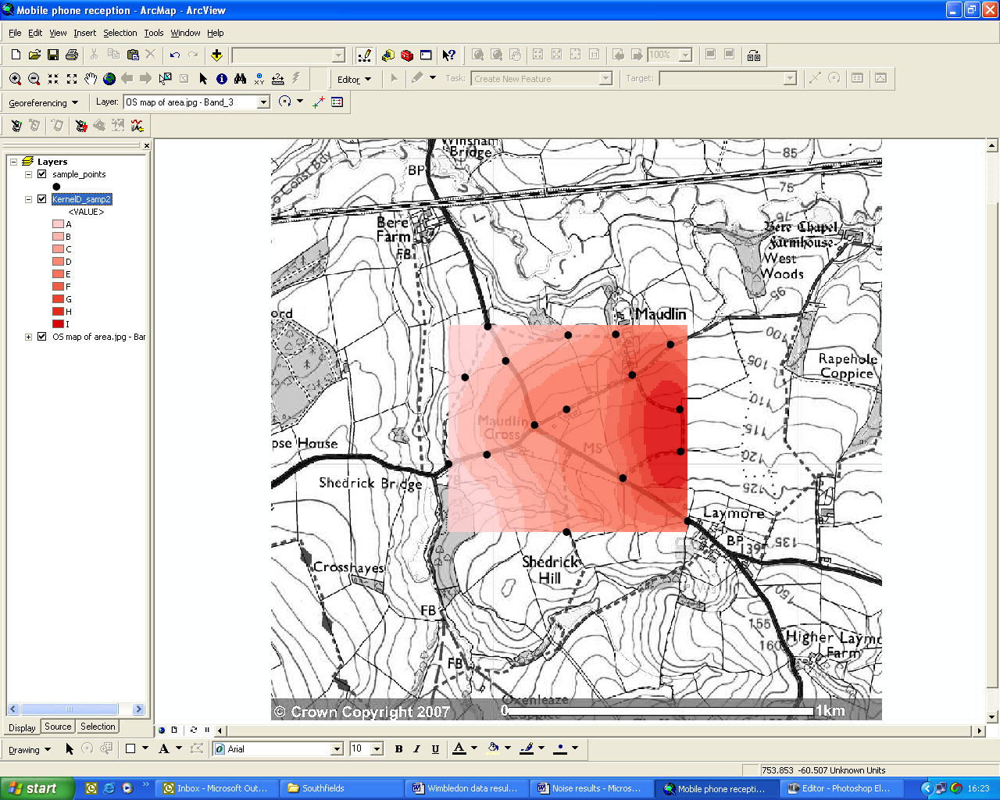 Mobile phone reception - ArcMap - ArcView
File Edit View Insert Selection Tools Window Help
100%
Editor Task: Create New Feature Target:
Georeferencing Layer: OS map of area.jpg - Band_3
Layers
sample_points
KernelD_samp2
<VALUE>
A
B
C
D
E
F
G
H
I
OS map of area.jpg - Bar
Winsham
Bridge
BP
85
75
o Const Bdy
Bere
Farm
FB
Bere Chapel
Farmhouse
West
Woods
95
ord
Maudlin
100
105
Rapehole
Coppice
110
Maudlin
Cross
115
MS
pse House
120
Shedrick Bridge
125
Laymore
BP
139
135
Crosshayes
Shedrick
Hill
150
FB
155
160
Higher Laymo
Farm
FB
Oxenleaze
Coppice
© Crown Copyright 2007
0
1km
Display Source Selection
Drawing Arial 10 B I U A
753.853 -60.507 Unknown Units
start Inbox - Microsoft Out... Southfields Wimbledon data resul... Noise results - Micros... Mobile phone recepti... Editor - Photoshop El... 16:23